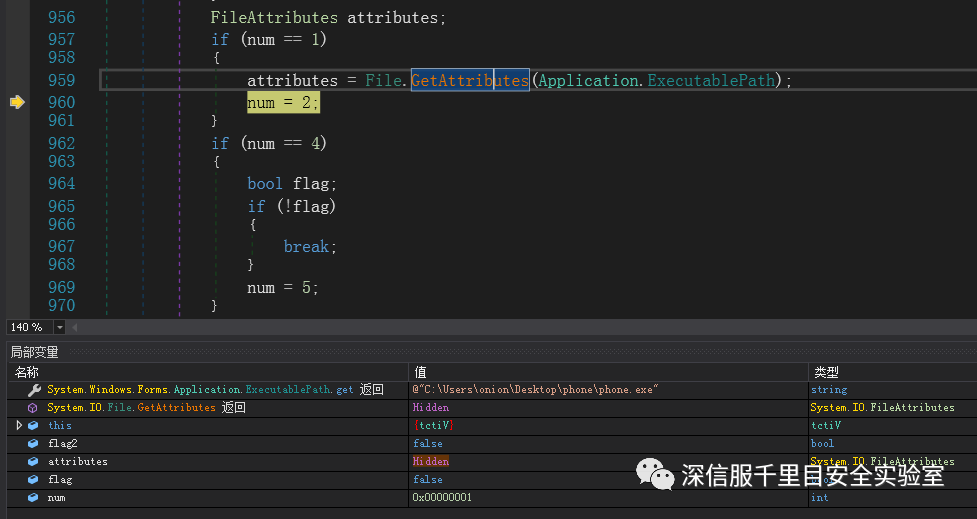 956 FileAttributes attributes;
957 if (num == 1)
958 {
959 attributes = File.GetAttributes(Application.ExecutablePath);
960 num = 2;
961 }
962 if (num == 4)
963 {
964 bool flag;
965 if (!flag)
966 {
967 break;
968 }
969 num = 5;
970 }
140 %
局部变量
名称 值 类型
System.Windows.Forms.Application.ExecutablePath.get 返回 @"C:\Users\onion\Desktop\phone\phone.exe" string
System.IO.File.GetAttributes 返回 Hidden System.IO.FileAttributes
this {tctiV} tctiV
flag2 false bool
attributes Hidden System.IO.FileAttributes
flag false
num 0x00000001 int
深信服千里目安全实验室